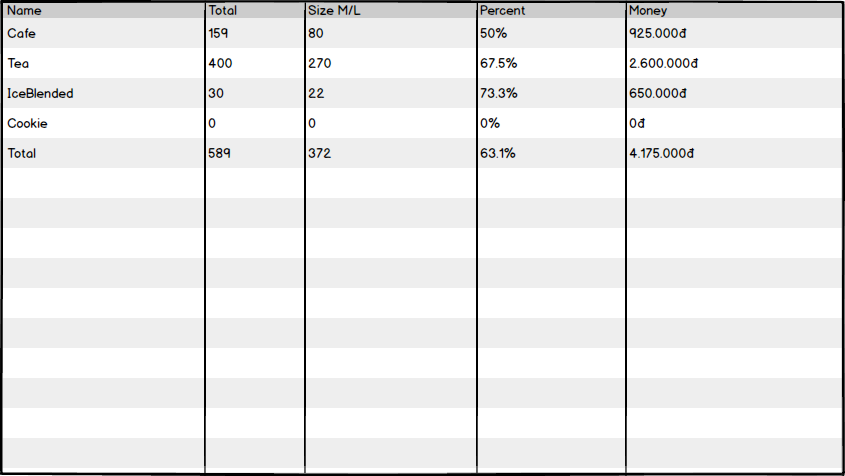 Name Total Size M/L Percent Money
Cafe 159 80 50% 925.000đ
Tea 400 270 67.5% 2.600.000đ
IceBlended 30 22 73.3% 650.000đ
Cookie 0 0 0% 0đ
Total 589 372 63.1% 4.175.000đ